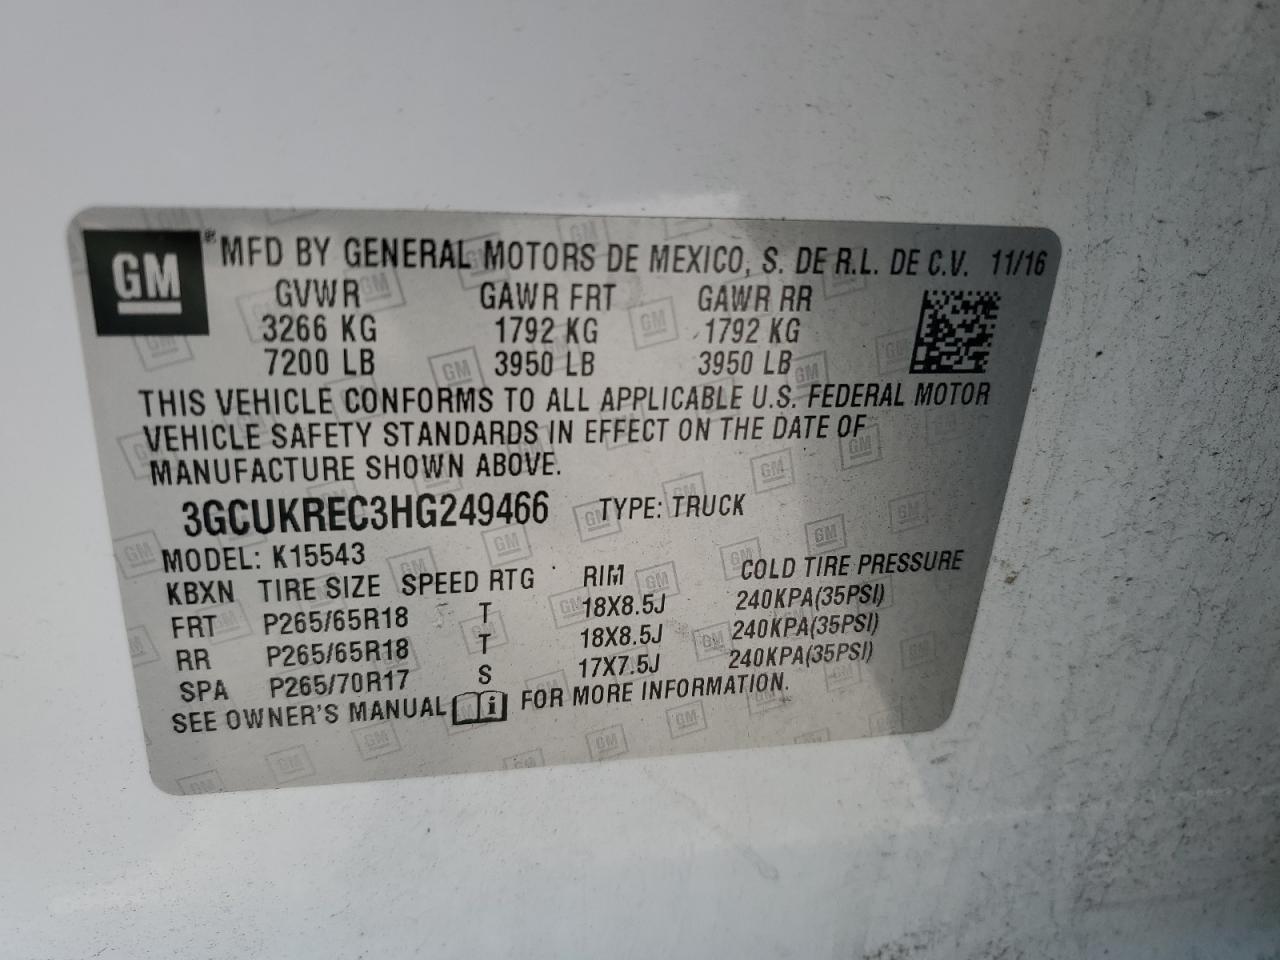 GM
® MFD BY GENERAL MOTORS DE MEXICO, S. DE R.L. DE C.V. 11/16
GVWR GAWR FRT GAWR RR
3266 KG 1792 KG 1792 KG
7200 LB 3950 LB 3950 LB
THIS VEHICLE CONFORMS TO ALL APPLICABLE U.S. FEDERAL MOTOR
VEHICLE SAFETY STANDARDS IN EFFECT ON THE DATE OF
MANUFACTURE SHOWN ABOVE.
3GCUKREC3HG249466 TYPE: TRUCK
MODEL: K15543
KBXN TIRE SIZE SPEED RTG RIM COLD TIRE PRESSURE
FRT P265/65R18 T 18X8.5J 240KPA(35PSI)
RR P265/65R18 T 18X8.5J 240KPA(35PSI)
SPA P265/70R17 S 17X7.5J 240KPA(35PSI)
SEE OWNER'S MANUAL i FOR MORE INFORMATION.